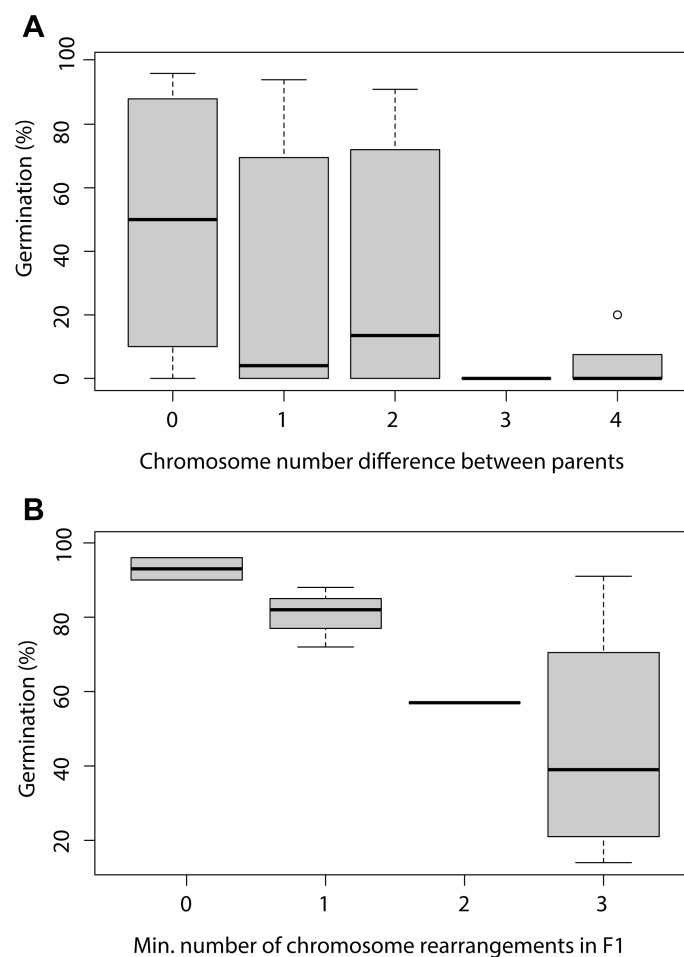 A
Germination (%)
100
80
60
40
20
0
0 1 2 3 4
Chromosome number difference between parents
B
Germination (%)
100
80
60
40
20
0 1 2 3
Min. number of chromosome rearrangements in F1